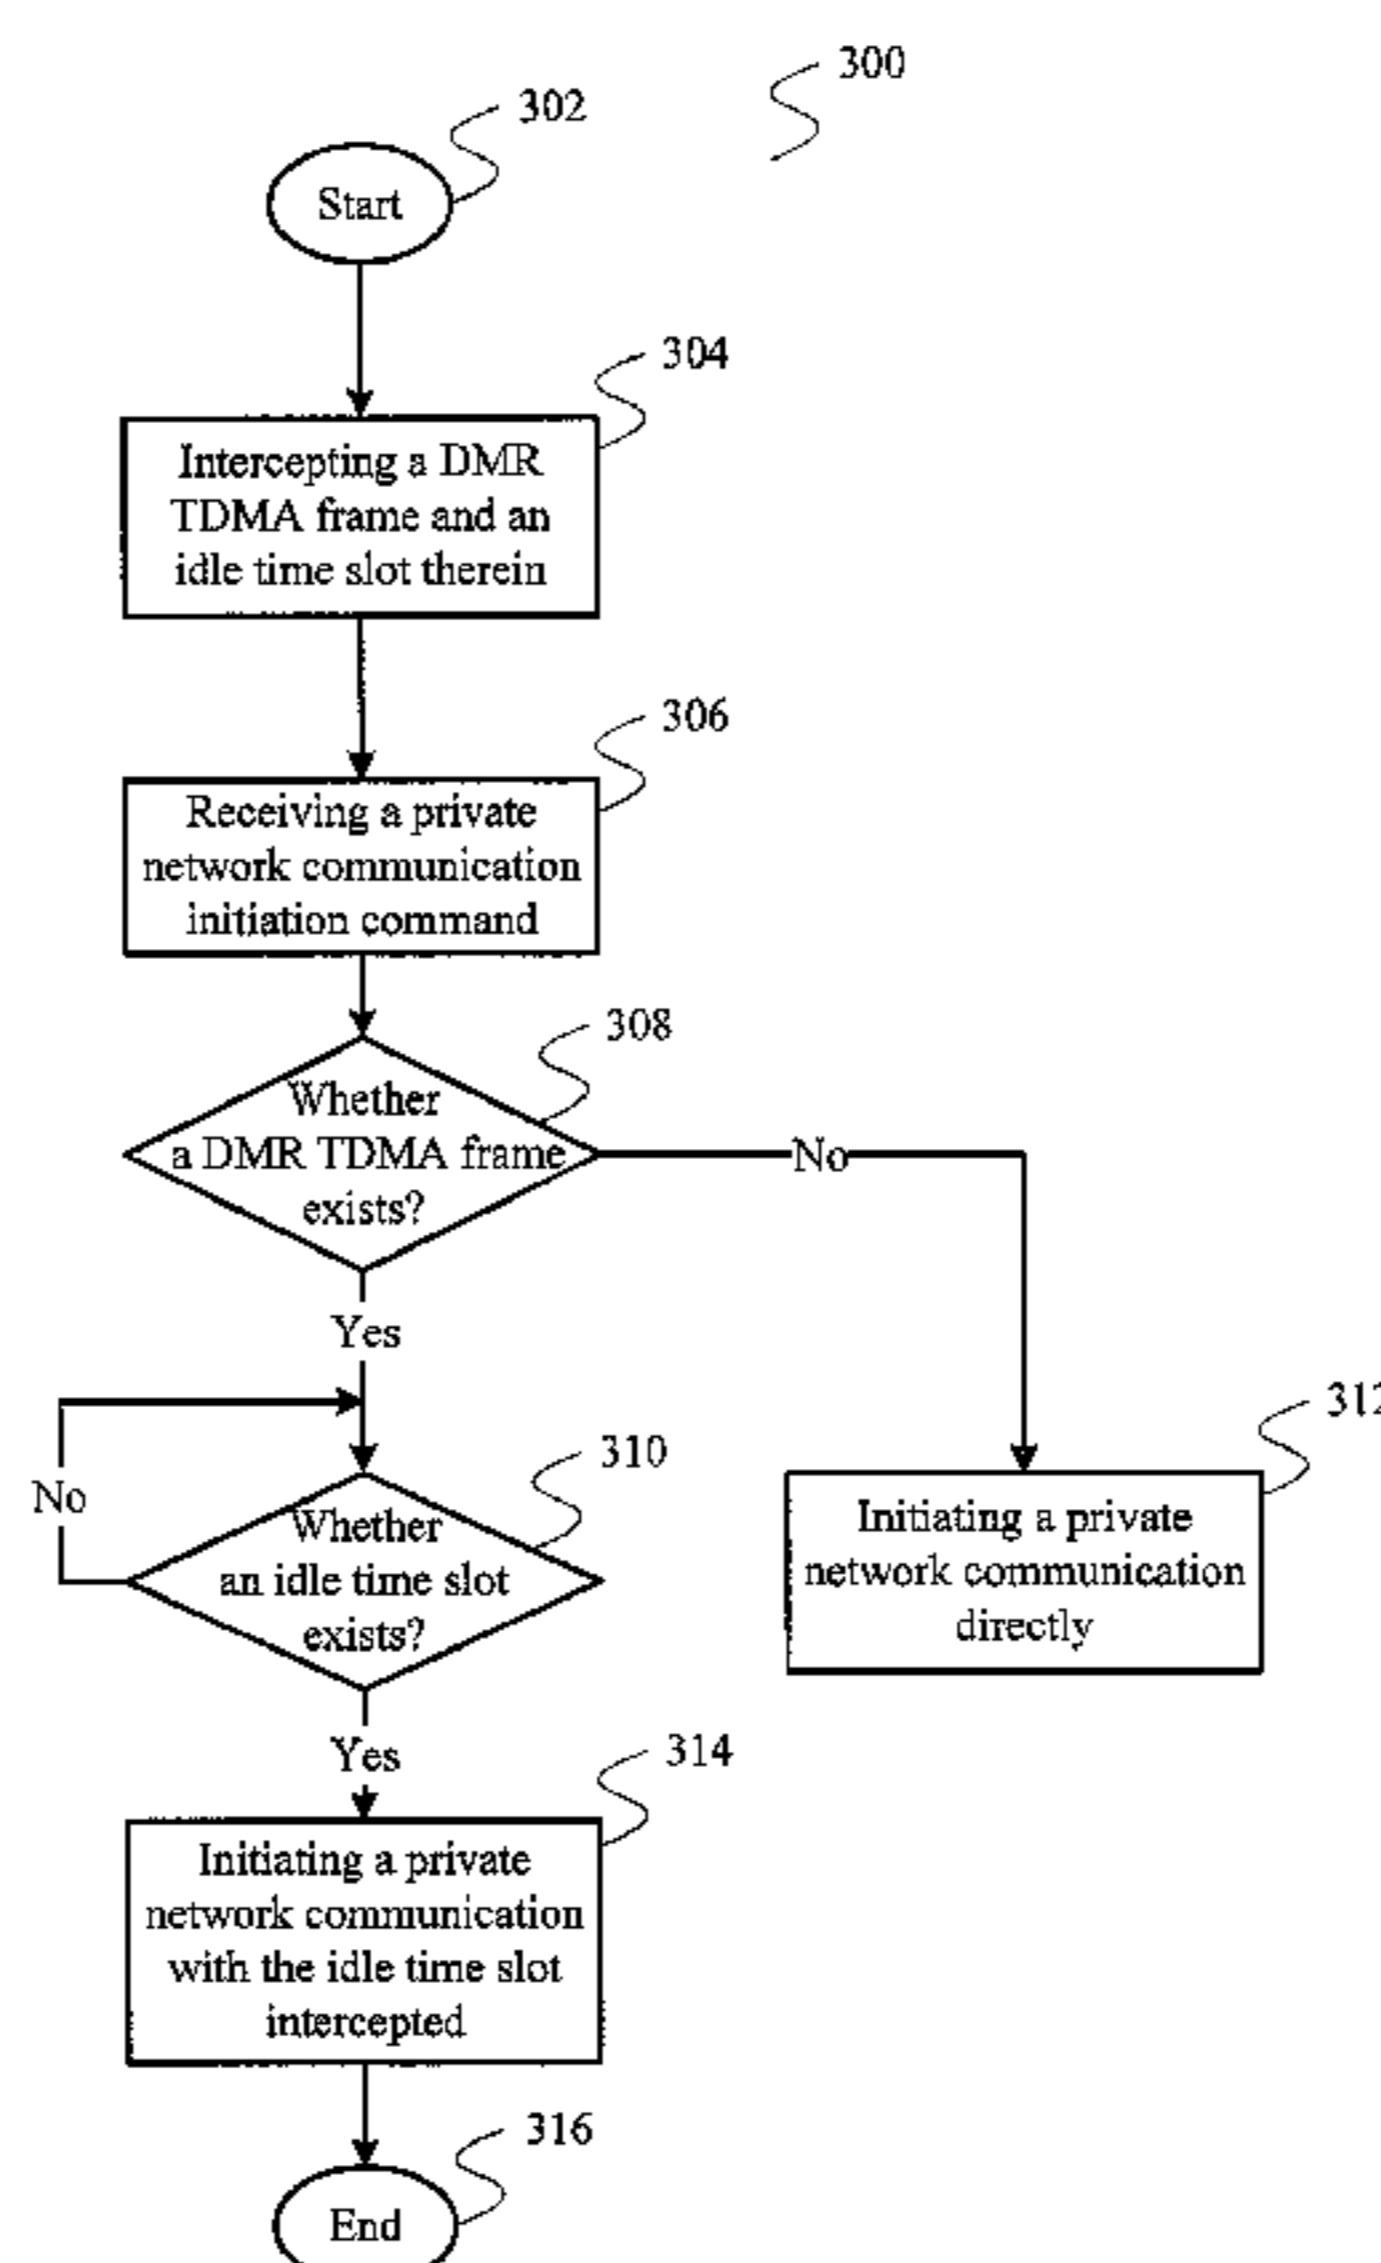 300
302
Start
304
Intercepting a DMR
TDMA frame and an
idle time slot therein
306
Receiving a private
network communication
initiation command
308
Whether
a DMR TDMA frame
exists?
No
Yes
310
No
Whether
an idle time slot
exists?
312
Initiating a private
network communication
directly
Yes
314
Initiating a private
network communication
with the idle time slot
intercepted
316
End